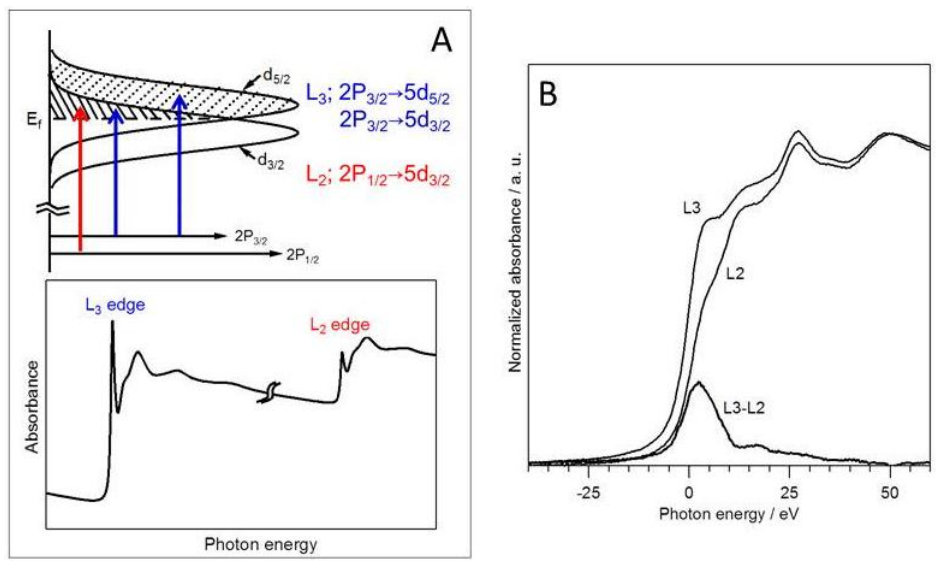 A
d5/2
L3; 2P3/2→5d5/2
2P3/2→5d3/2
Ef
d3/2
L2; 2P1/2→5d3/2
2P3/2
2P1/2
L3 edge
L2 edge
Absorbance
Photon energy
B
Normalized absorbance / a. u.
L3
L2
L3-L2
-25 0 25 50
Photon energy / eV